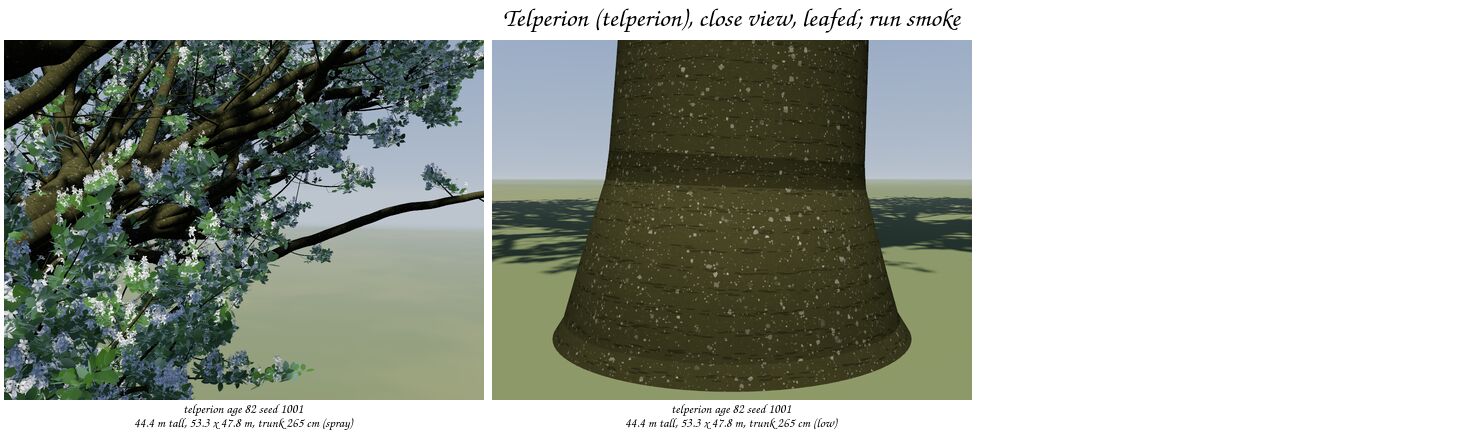 Telperion (telperion), close view, leafed; run smoke
telperion age 82 seed 1001
44.4 m tall, 53.3 x 47.8 m, trunk 265 cm (spray)
telperion age 82 seed 1001
44.4 m tall, 53.3 x 47.8 m, trunk 265 cm (low)